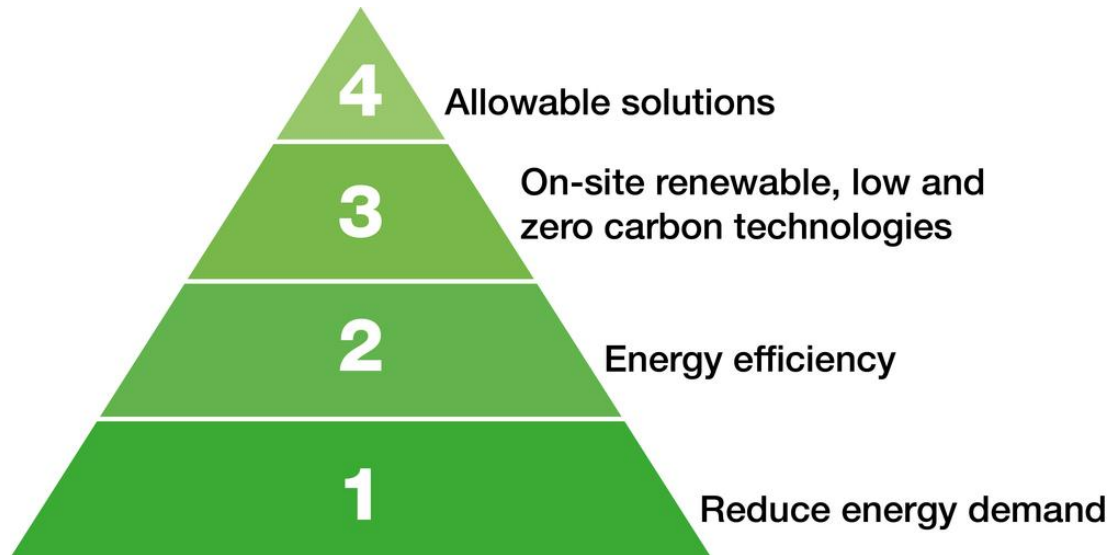 4
Allowable solutions
3
On-site renewable, low and
zero carbon technologies
2
Energy efficiency
1
Reduce energy demand